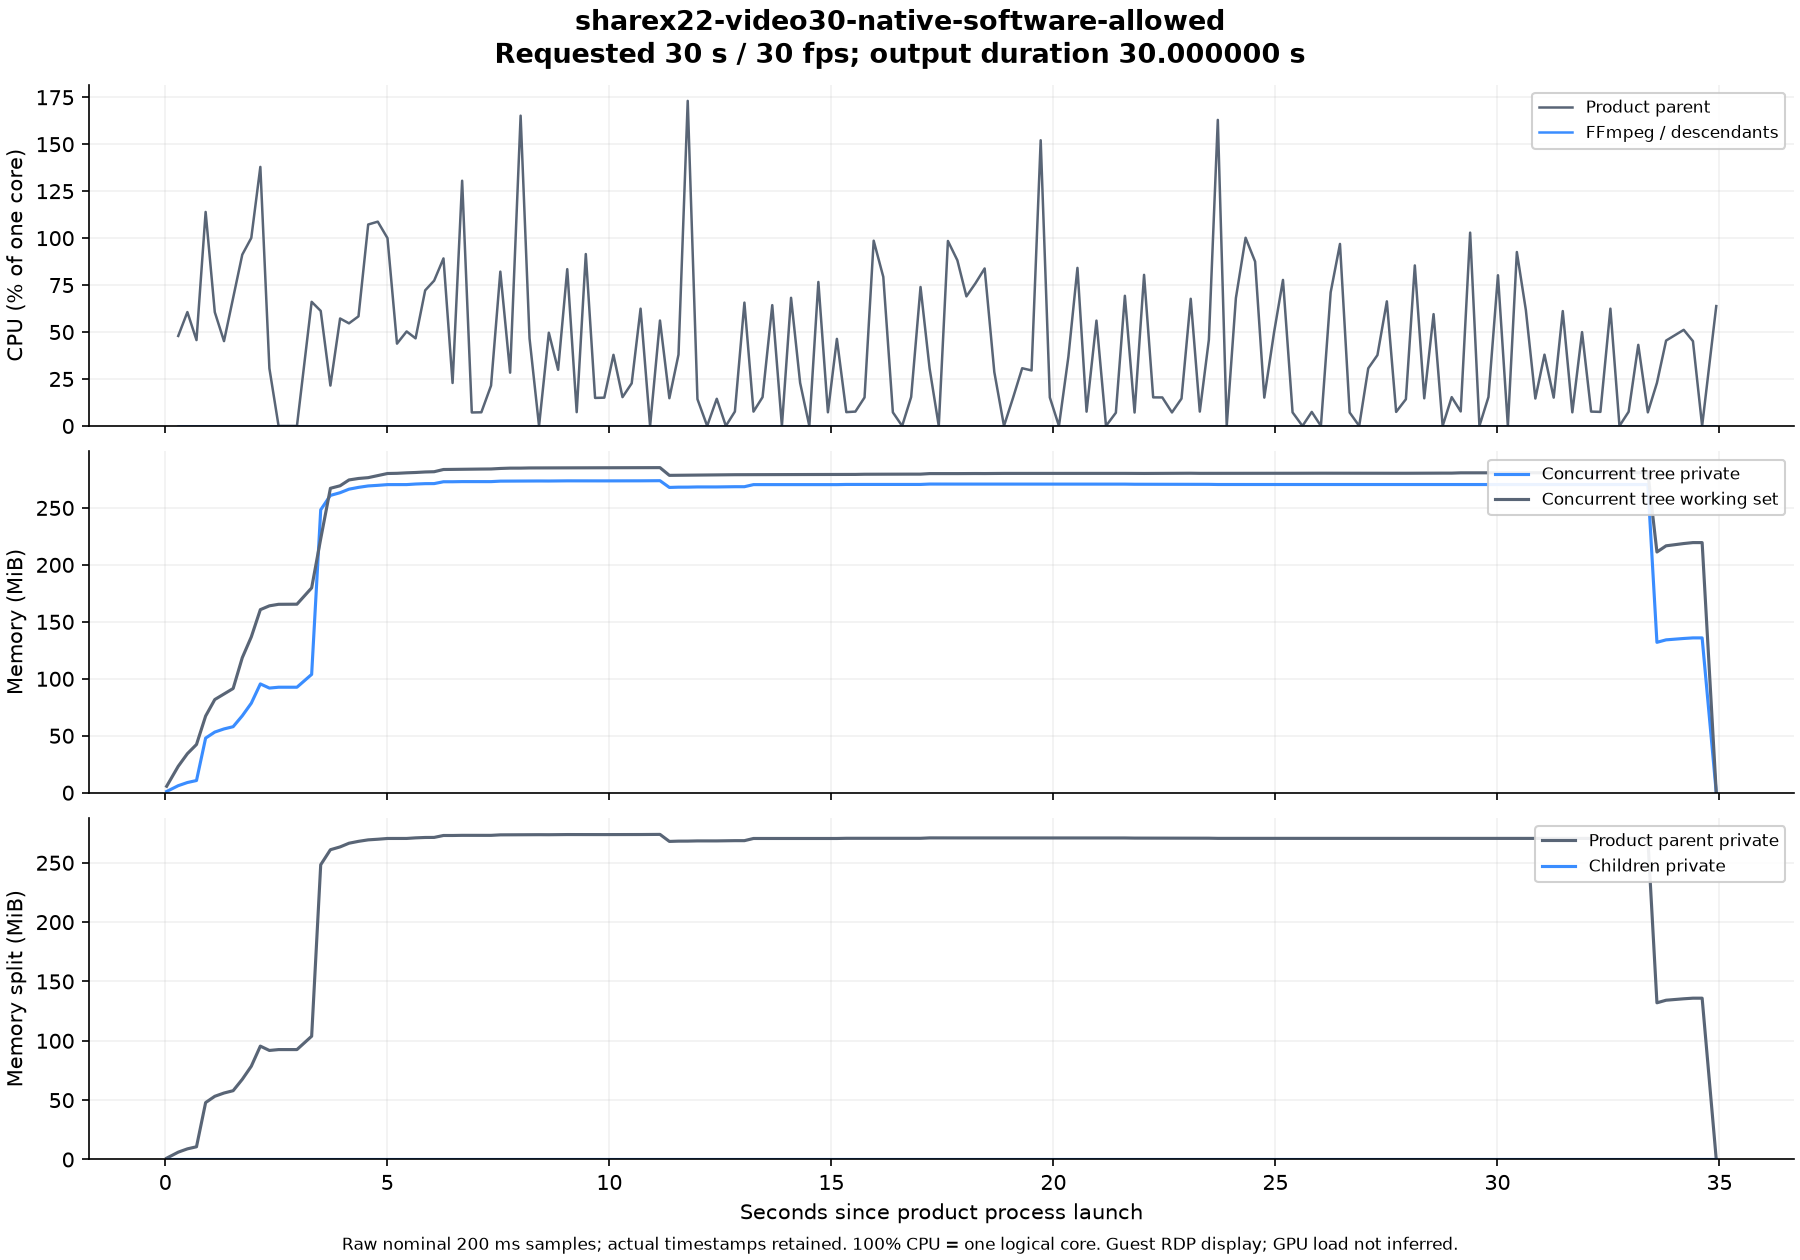 sharex22-video30-native-software-allowed
Requested 30 s / 30 fps; output duration 30.000000 s
CPU (% of one core)
175
150
125
100
75
50
25
0
Product parent
FFmpeg / descendants
Memory (MiB)
250
200
150
100
50
0
Concurrent tree private
Concurrent tree working set
Memory split (MiB)
250
200
150
100
50
0
Product parent private
Children private
0 5 10 15 20 25 30 35
Seconds since product process launch
Raw nominal 200 ms samples; actual timestamps retained. 100% CPU = one logical core. Guest RDP display; GPU load not inferred.